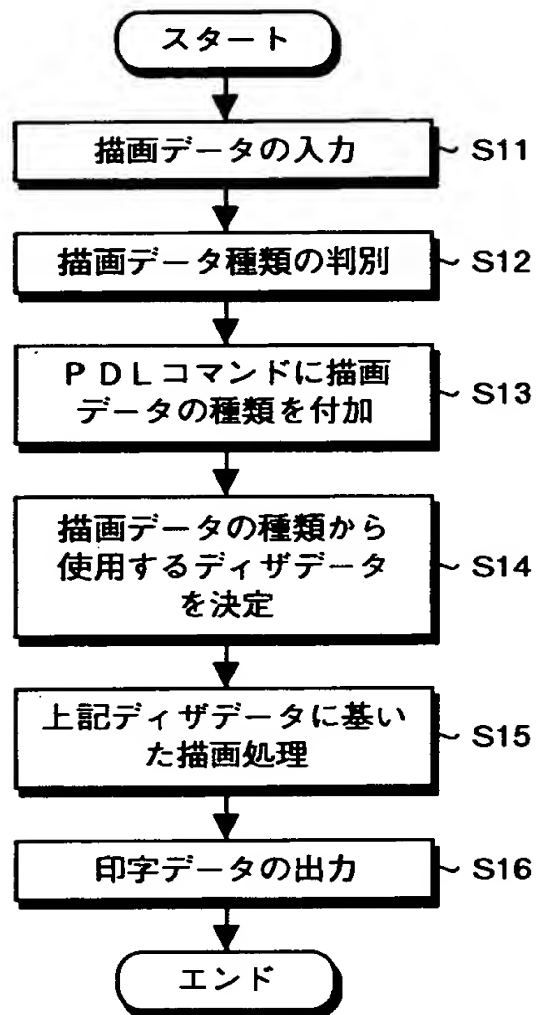 スタート
描画データの入力 ~ S11
描画データ種類の判別 ~ S12
PDLコマンドに描画
データの種類を付加 ~ S13
描画データの種類から
使用するディザデータ ~ S14
を決定
上記ディザデータに基い
た描画処理 ~ S15
印字データの出力 ~ S16
エンド